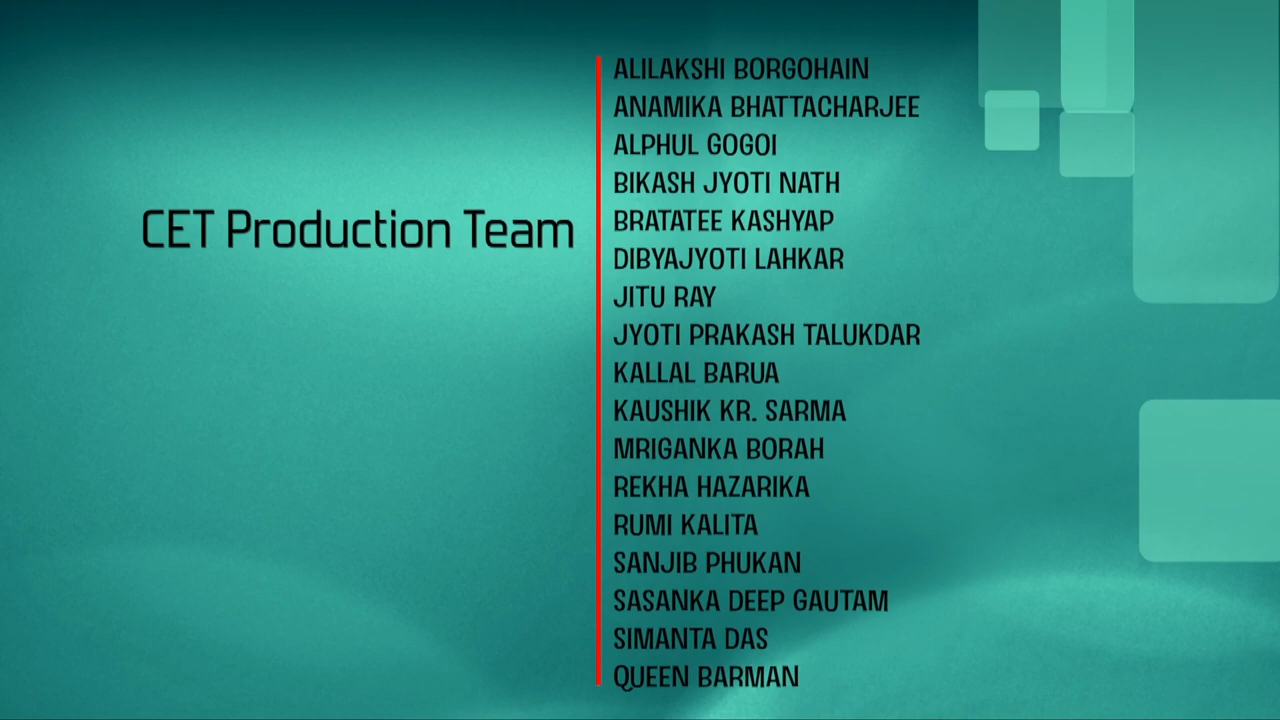 CET Production Team
ALILAKSHI BORGOHAIN
ANAMIKA BHATTACHARJEE
ALPHUL GOGOI
BIKASH JYOTI NATH
BRATATEE KASHYAP
DIBYAJYOTI LAHKAR
JITU RAY
JYOTI PRAKASH TALUKDAR
KALLAL BARUA
KAUSHIK KR. SARMA
MRIGANKA BORAH
REKHA HAZARIKA
RUMI KALITA
SANJIB PHUKAN
SASANKA DEEP GAUTAM
SIMANTA DAS
QUEEN BARMAN